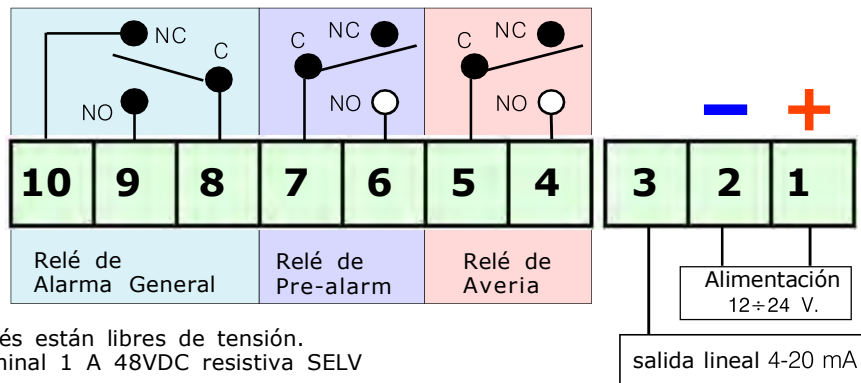 NC C C NC C NC
NO NO NO
− +
10 9 8 7 6 5 4 3 2 1
Relé de
Alarma General
Relé de
Pre-alarm
Relé de
Averia
Alimentación
12÷24 V.
és están libres de tensión.
minal 1 A 48VDC resistiva SELV
salida lineal 4-20 mA